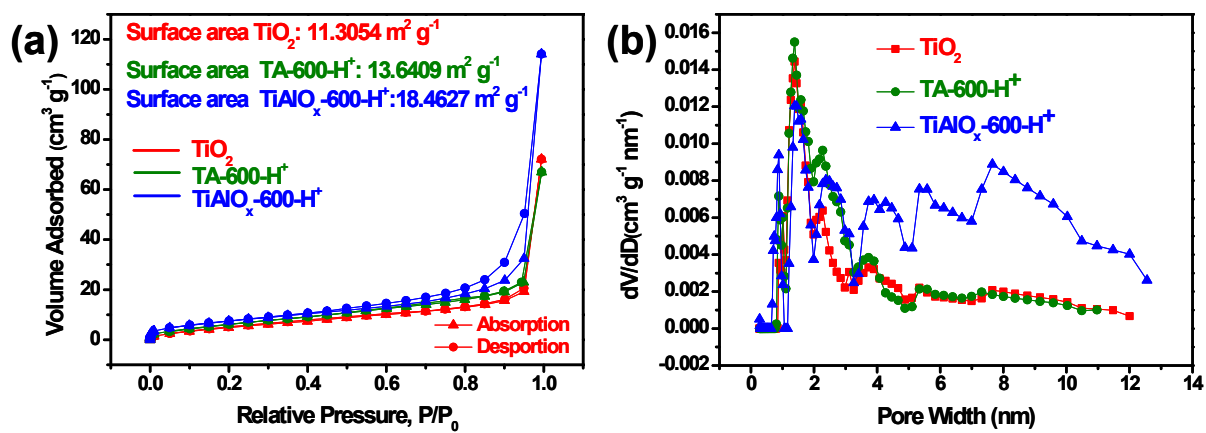 (a)
Surface area TiO₂: 11.3054 m² g⁻¹
Surface area TA-600-H⁺: 13.6409 m² g⁻¹
Surface area TiAlOₓ-600-H⁺:18.4627 m² g⁻¹
TiO₂
TA-600-H⁺
TiAlOₓ-600-H⁺
Absorption
Desportion
Volume Adsorbed (cm³ g⁻¹)
120
100
80
60
40
20
0
0.0 0.2 0.4 0.6 0.8 1.0
Relative Pressure, P/P₀
(b)
TiO₂
TA-600-H⁺
TiAlOₓ-600-H⁺
dV/dD(cm³ g⁻¹ nm⁻¹)
0.016
0.014
0.012
0.010
0.008
0.006
0.004
0.002
0.000
-0.002
0 2 4 6 8 10 12 14
Pore Width (nm)